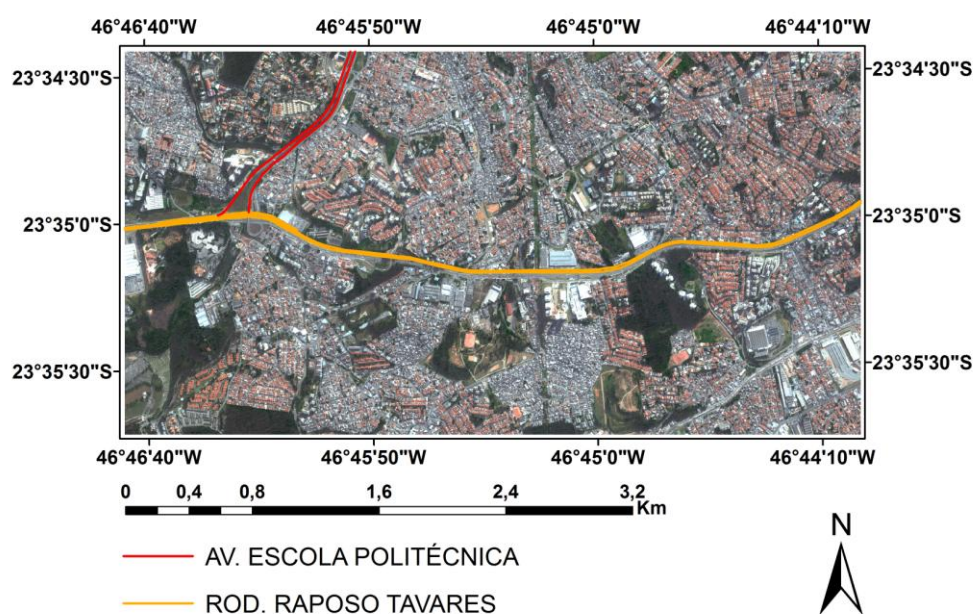 46°46'40"W 46°45'50"W 46°45'0"W 46°44'10"W
23°34'30"S 23°34'30"S
23°35'0"S 23°35'0"S
23°35'30"S 23°35'30"S
46°46'40"W 46°45'50"W 46°45'0"W 46°44'10"W
0 0,4 0,8 1,6 2,4 3,2
Km
N
AV. ESCOLA POLITÉCNICA
ROD. RAPOSO TAVARES